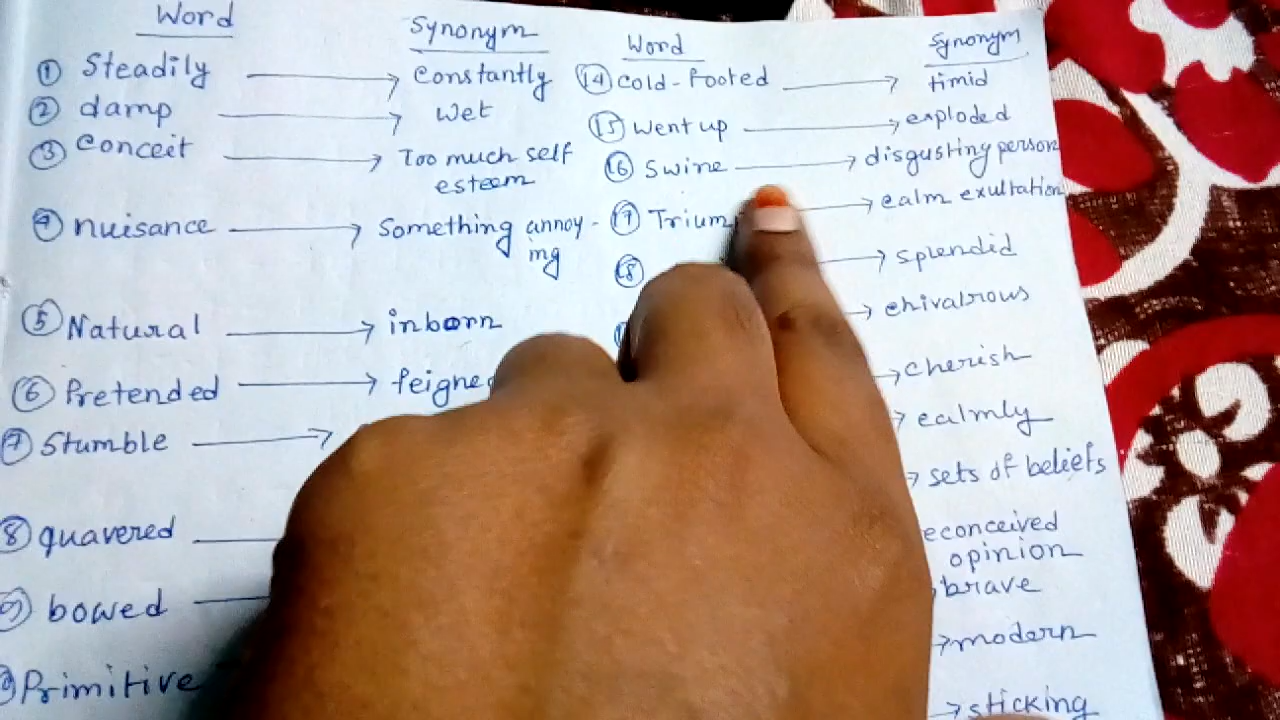 Word Synonym
① Steadily → Constantly
② damp → Wet
③ Conceit → Too much self
esteem
④ nuisance → Something annoy-
ing
⑤ Natural → inborn
⑥ Pretended →
⑦ Stumble →
⑧ quavered
⑨ bowed
Primitive
Word Synonym
⑭ Cold-footed → timid
⑮ Went up → exploded
⑯ Swine → disgusting person
⑰ → calm exultation
⑱ → splendid
→ chivalrous
→ cherish
→ calmly
→ sets of beliefs
opinion
brave
→ modern
→ sticking